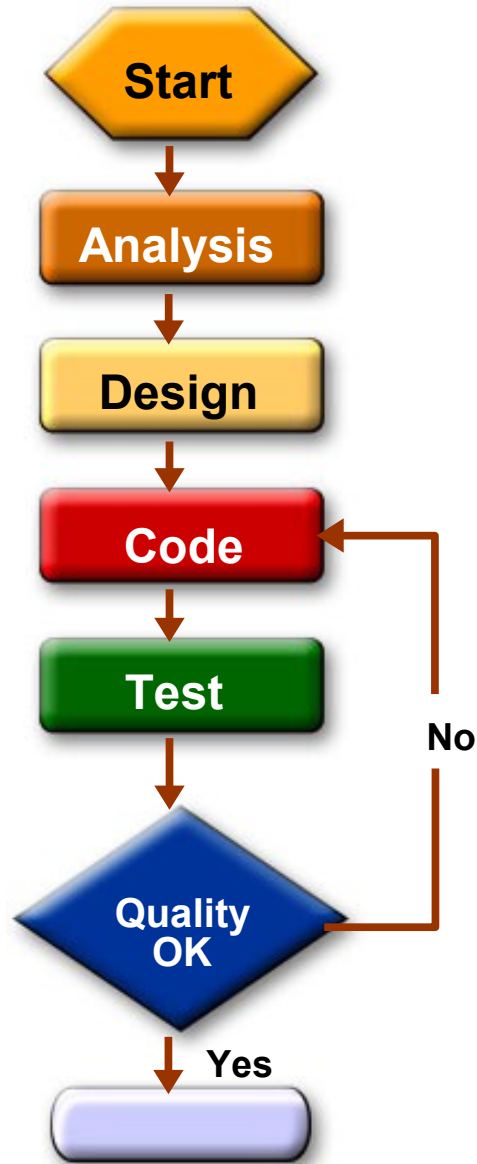 Start
Analysis
Design
Code
Test
No
Quality
OK
Yes